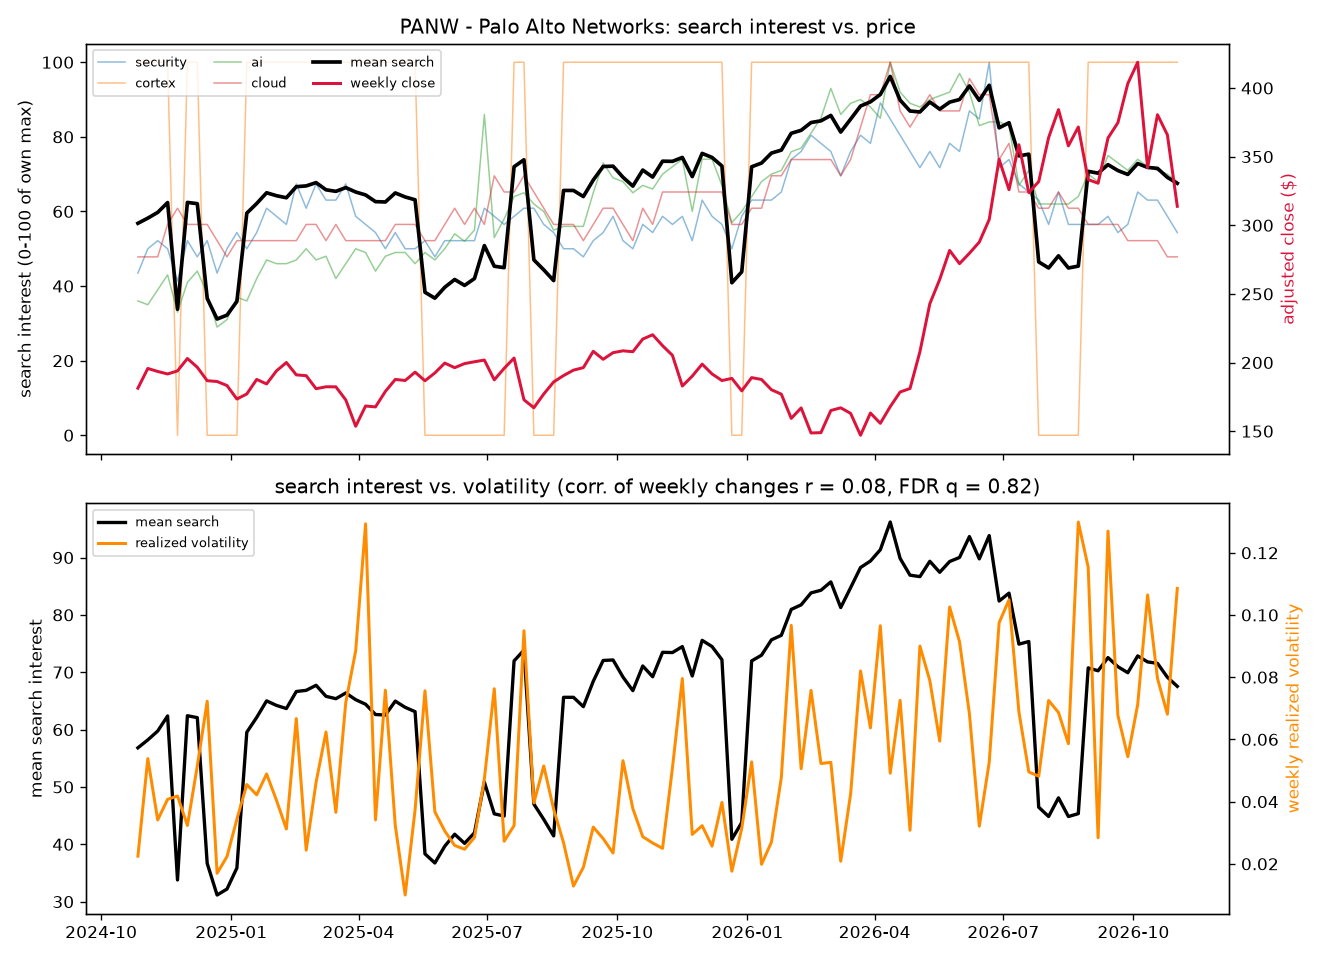 PANW - Palo Alto Networks: search interest vs. price
security
cortex
ai
cloud
mean search
weekly close
search interest (0-100 of own max)
100
80
60
40
20
0
adjusted close ($)
400
350
300
250
200
150
search interest vs. volatility (corr. of weekly changes r = 0.08, FDR q = 0.82)
mean search
realized volatility
mean search interest
90
80
70
60
50
40
30
weekly realized volatility
0.12
0.10
0.08
0.06
0.04
0.02
2024-10
2025-01
2025-04
2025-07
2025-10
2026-01
2026-04
2026-07
2026-10